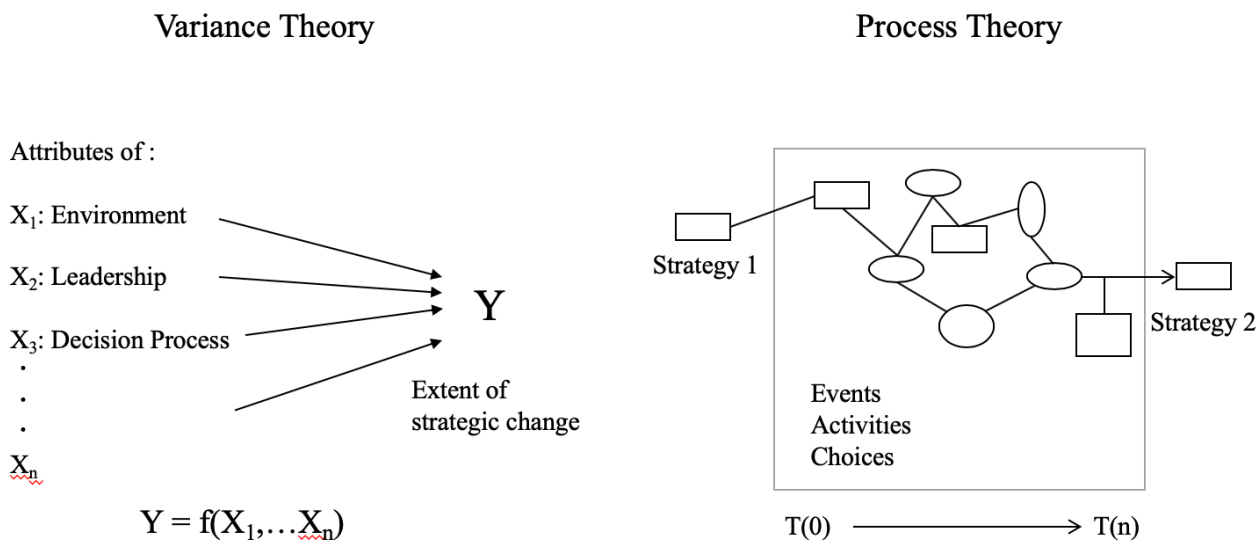 Variance Theory
Attributes of :
X₁: Environment
X₂: Leadership
X₃: Decision Process
.
.
.
Xₙ
Y
Extent of
strategic change
Y = f(X₁,…Xₙ)
Process Theory
Strategy 1
Strategy 2
Events
Activities
Choices
T(0)
T(n)